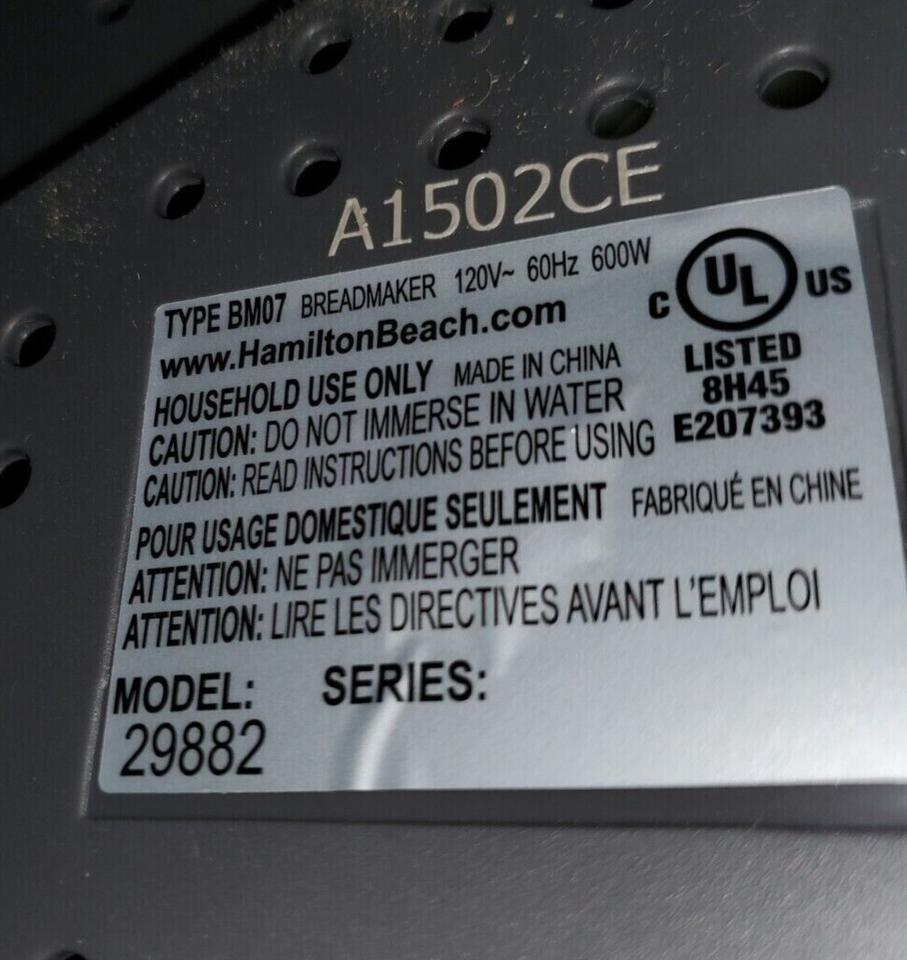 A1502CE
TYPE BM07 BREADMAKER 120V~ 60Hz 600W
www.HamiltonBeach.com
HOUSEHOLD USE ONLY MADE IN CHINA
CAUTION: DO NOT IMMERSE IN WATER
CAUTION: READ INSTRUCTIONS BEFORE USING
C UL US
LISTED
8H45
E207393
POUR USAGE DOMESTIQUE SEULEMENT FABRIQUÉ EN CHINE
ATTENTION: NE PAS IMMERGER
ATTENTION: LIRE LES DIRECTIVES AVANT L'EMPLOI
MODEL: SERIES:
29882